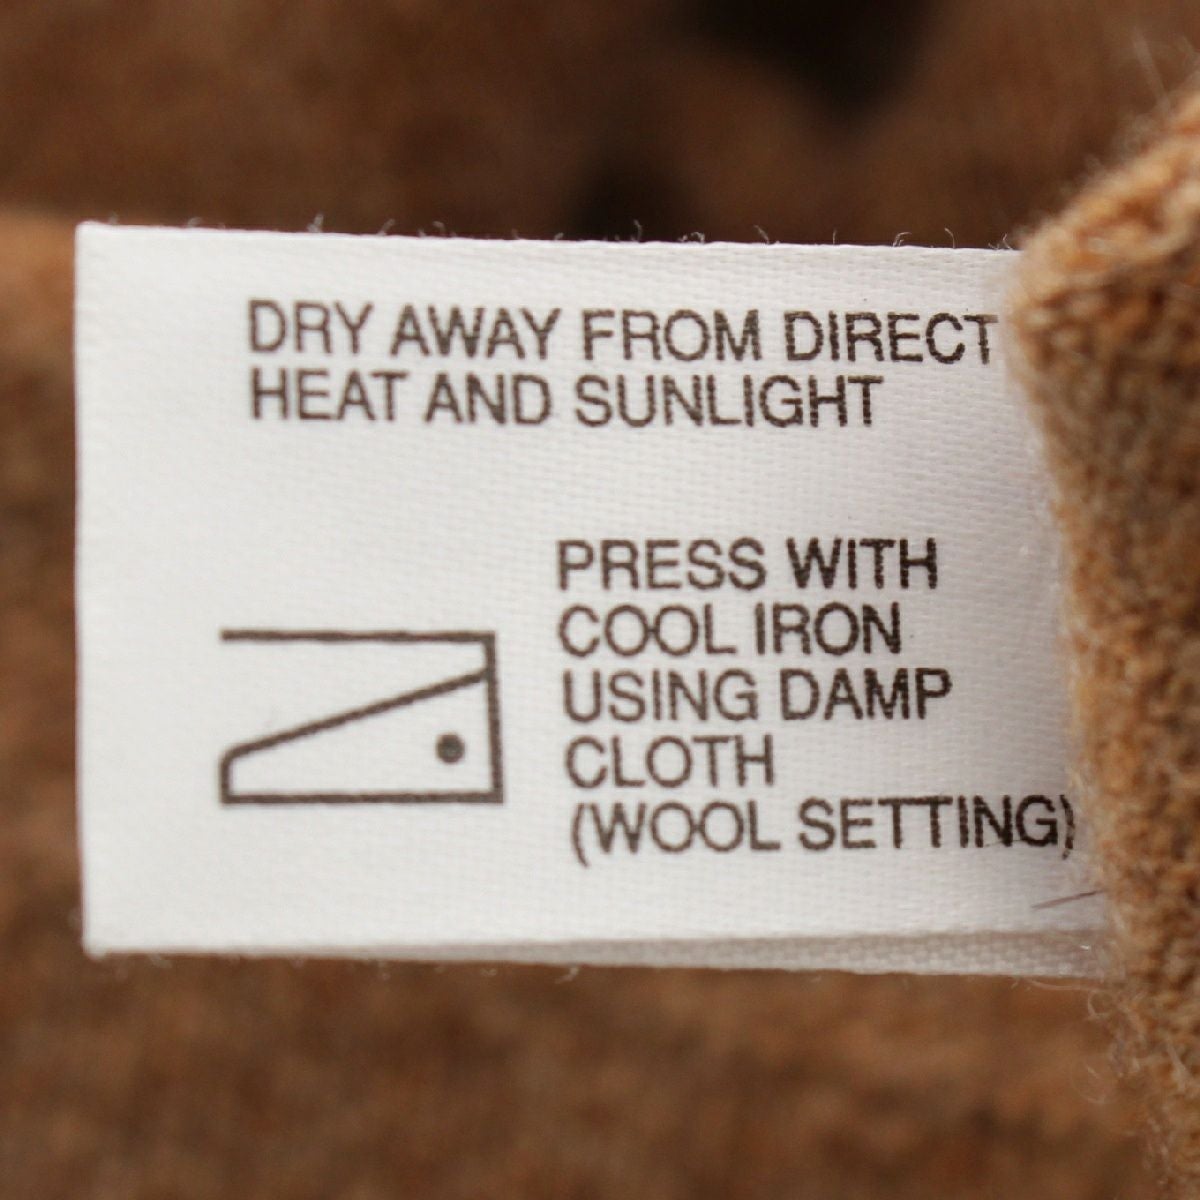 DRY AWAY FROM DIRECT
HEAT AND SUNLIGHT
PRESS WITH
COOL IRON
USING DAMP
CLOTH
(WOOL SETTING)